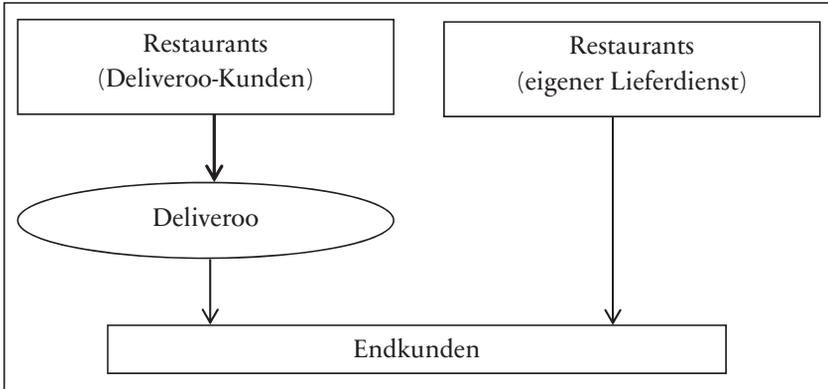 Restaurants
(Deliveroo-Kunden)
Restaurants
(eigener Lieferdienst)
Deliveroo
Endkunden